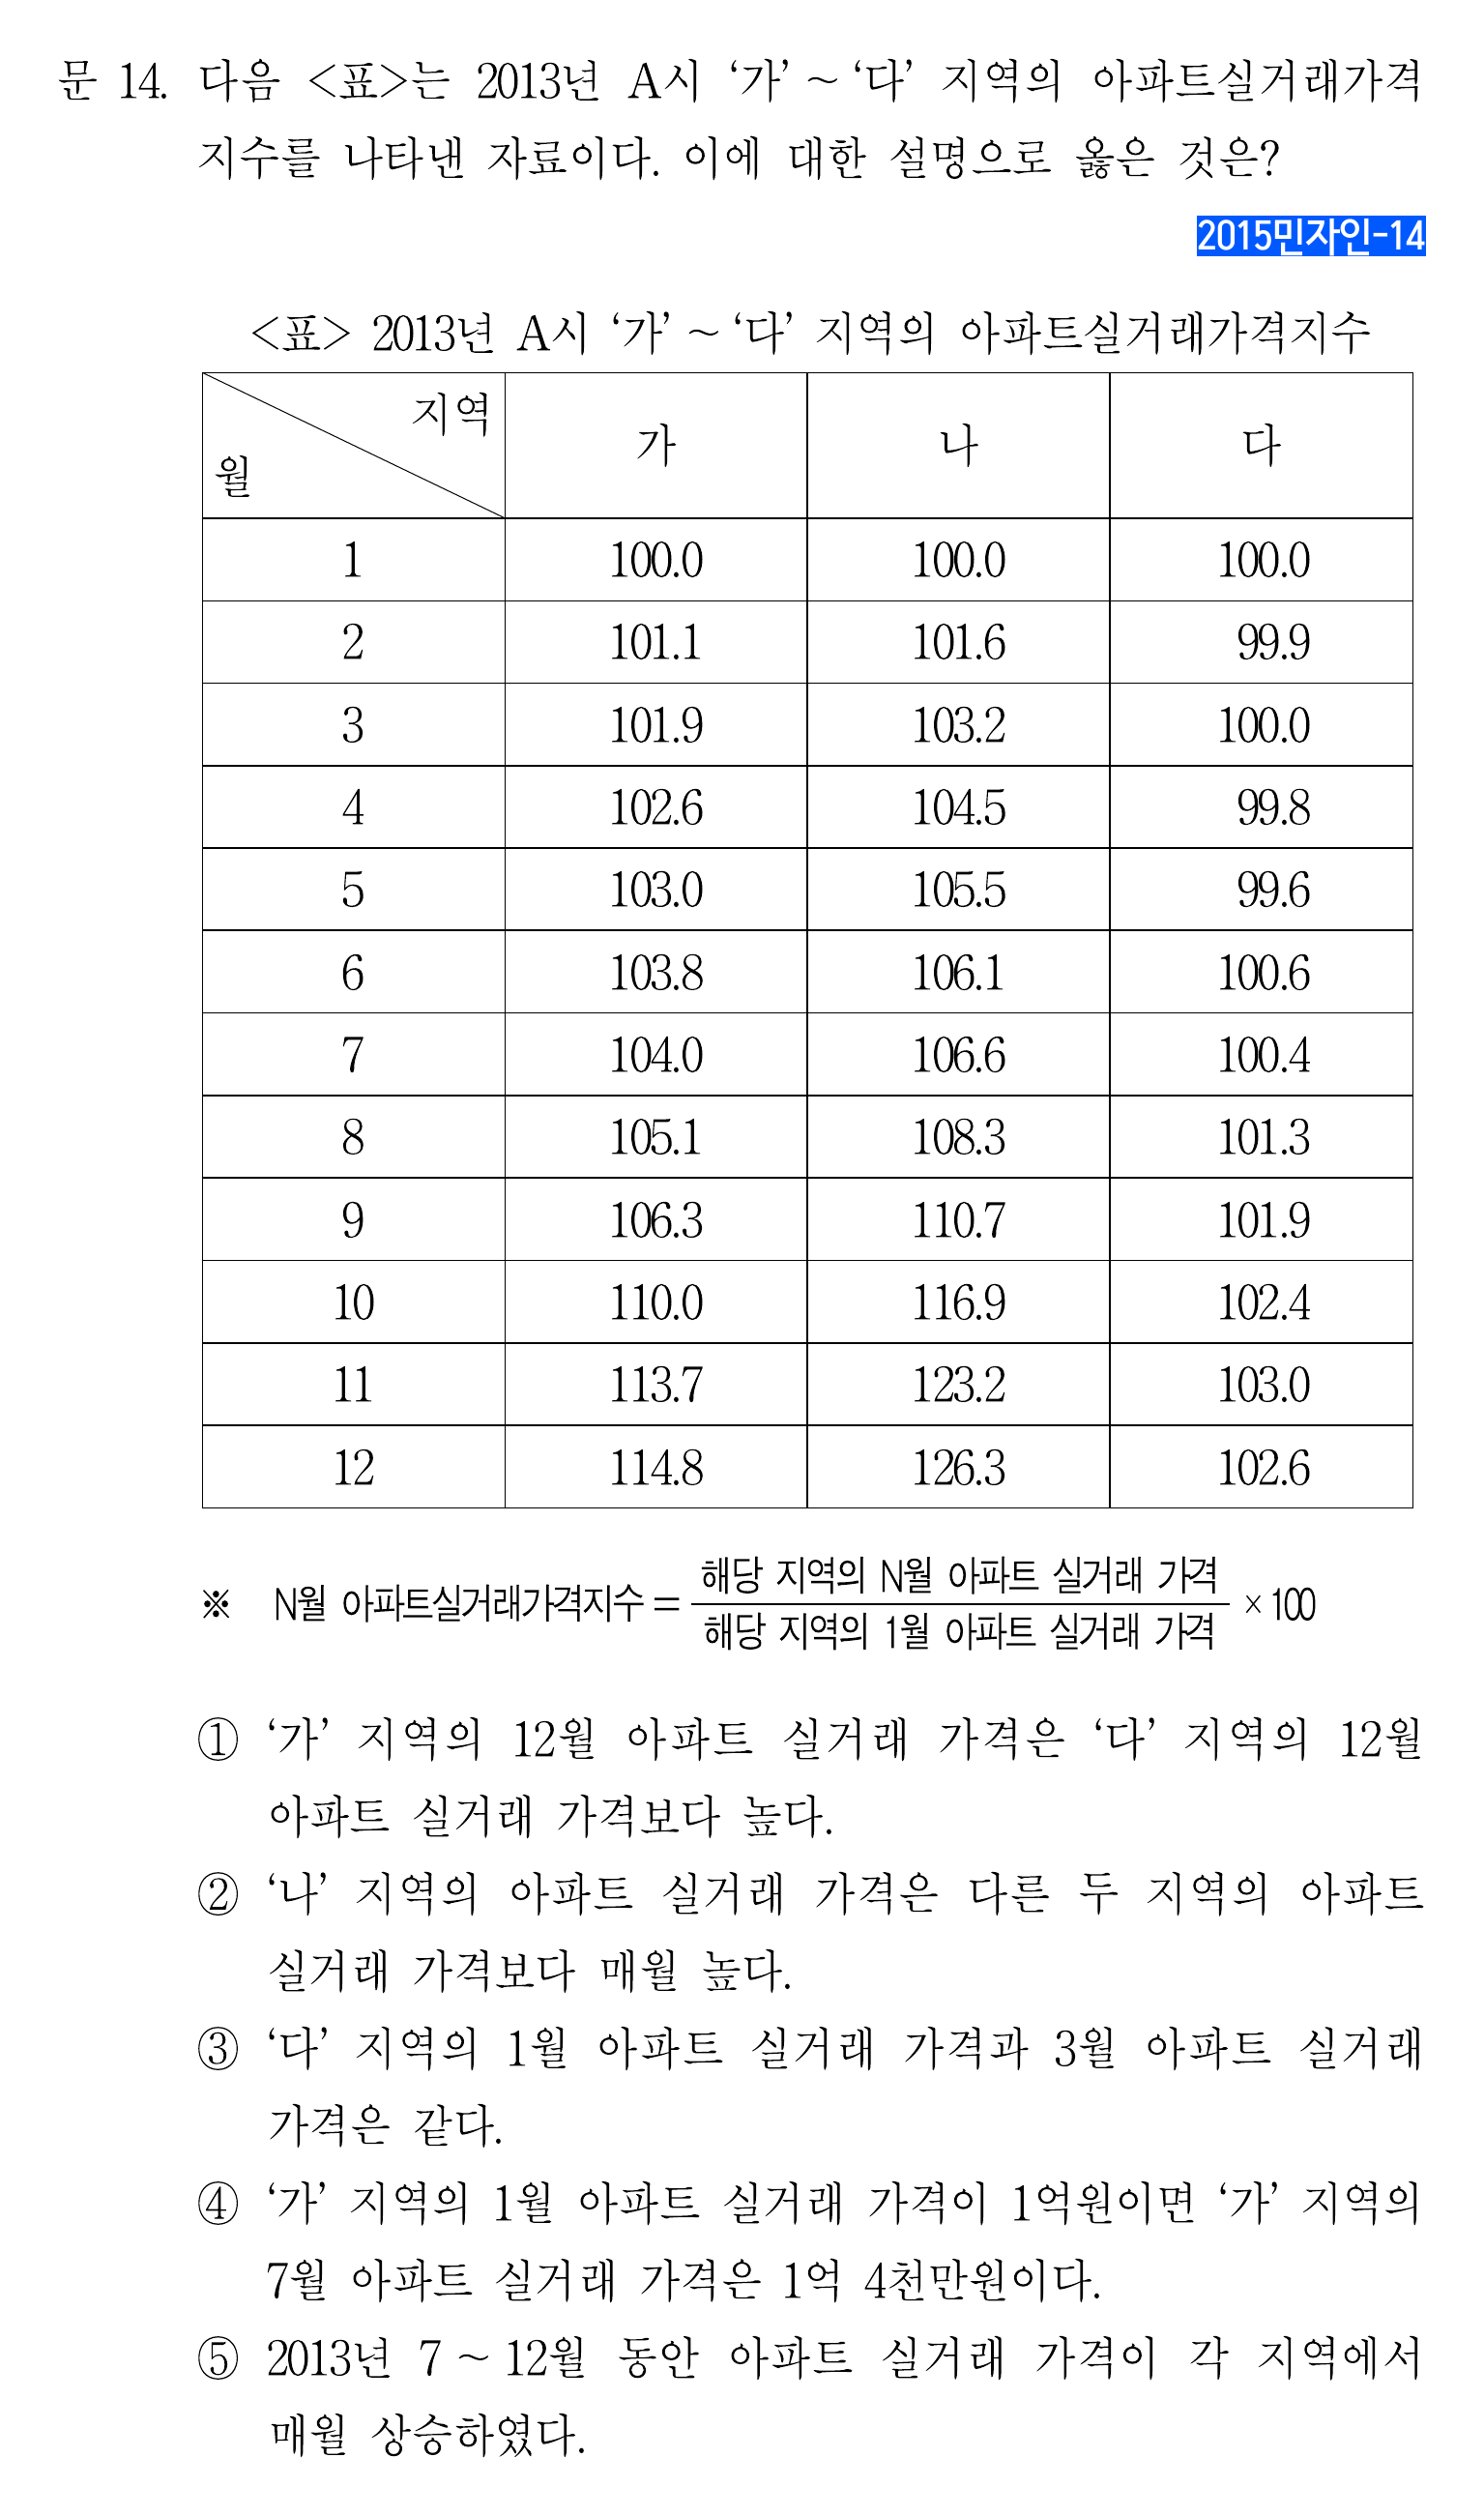 문 14. 다음 <표>는 2013년 A시 ‘가’ ~ ‘다’ 지역의 아파트실거래가격
지수를 나타낸 자료이다. 이에 대한 설명으로 옳은 것은?
2015민자인-14
<표> 2013년 A시 ‘가’ ~ ‘다’ 지역의 아파트실거래가격지수
지역
월 가 나 다
1 100.0 100.0 100.0
2 101.1 101.6 99.9
3 101.9 103.2 100.0
4 102.6 104.5 99.8
5 103.0 105.5 99.6
6 103.8 106.1 100.6
7 104.0 106.6 100.4
8 105.1 108.3 101.3
9 106.3 110.7 101.9
10 110.0 116.9 102.4
11 113.7 123.2 103.0
12 114.8 126.3 102.6
해당 지역의 N월 아파트 실거래 가격
※ N월 아파트실거래가격지수 = × 100
해당 지역의 1월 아파트 실거래 가격
① ‘가’ 지역의 12월 아파트 실거래 가격은 ‘다’ 지역의 12월
아파트 실거래 가격보다 높다.
② ‘나’ 지역의 아파트 실거래 가격은 다른 두 지역의 아파트
실거래 가격보다 매월 높다.
③ ‘다’ 지역의 1월 아파트 실거래 가격과 3월 아파트 실거래
가격은 같다.
④ ‘가’ 지역의 1월 아파트 실거래 가격이 1억원이면 ‘가’ 지역의
7월 아파트 실거래 가격은 1억 4천만원이다.
⑤ 2013년 7 ~ 12월 동안 아파트 실거래 가격이 각 지역에서
매월 상승하였다.